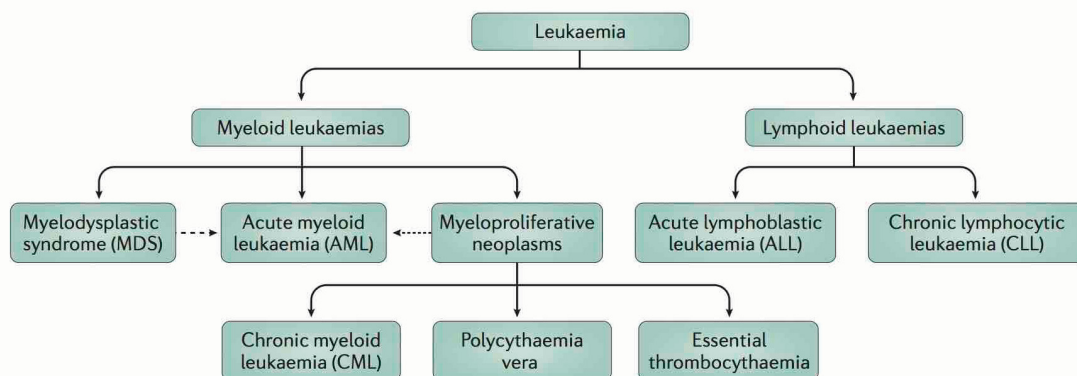 Leukaemia
Myeloid leukaemias
Lymphoid leukaemias
Myelodysplastic
syndrome (MDS)
Acute myeloid
leukaemia (AML)
Myeloproliferative
neoplasms
Acute lymphoblastic
leukaemia (ALL)
Chronic lymphocytic
leukaemia (CLL)
Chronic myeloid
leukaemia (CML)
Polycythaemia
vera
Essential
thrombocythaemia